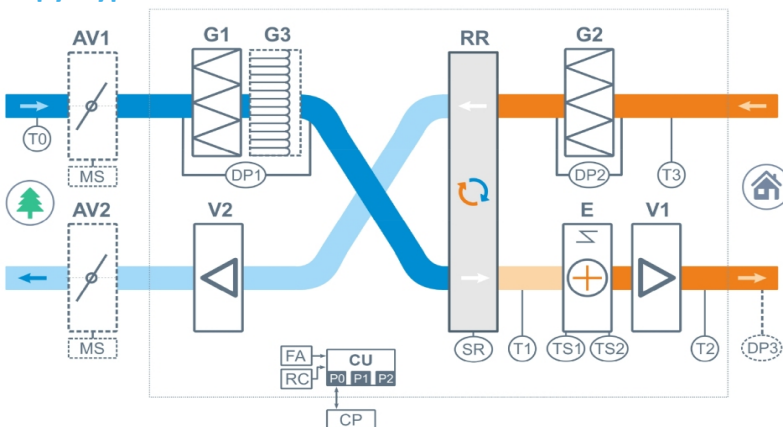 AV1
G1
G3
RR
G2
T0
MS
DP1
DP2
T3
AV2
V2
E
V1
MS
SR
T1
TS1
TS2
T2
DP3
FA
CU
RC
P0
P1
P2
CP